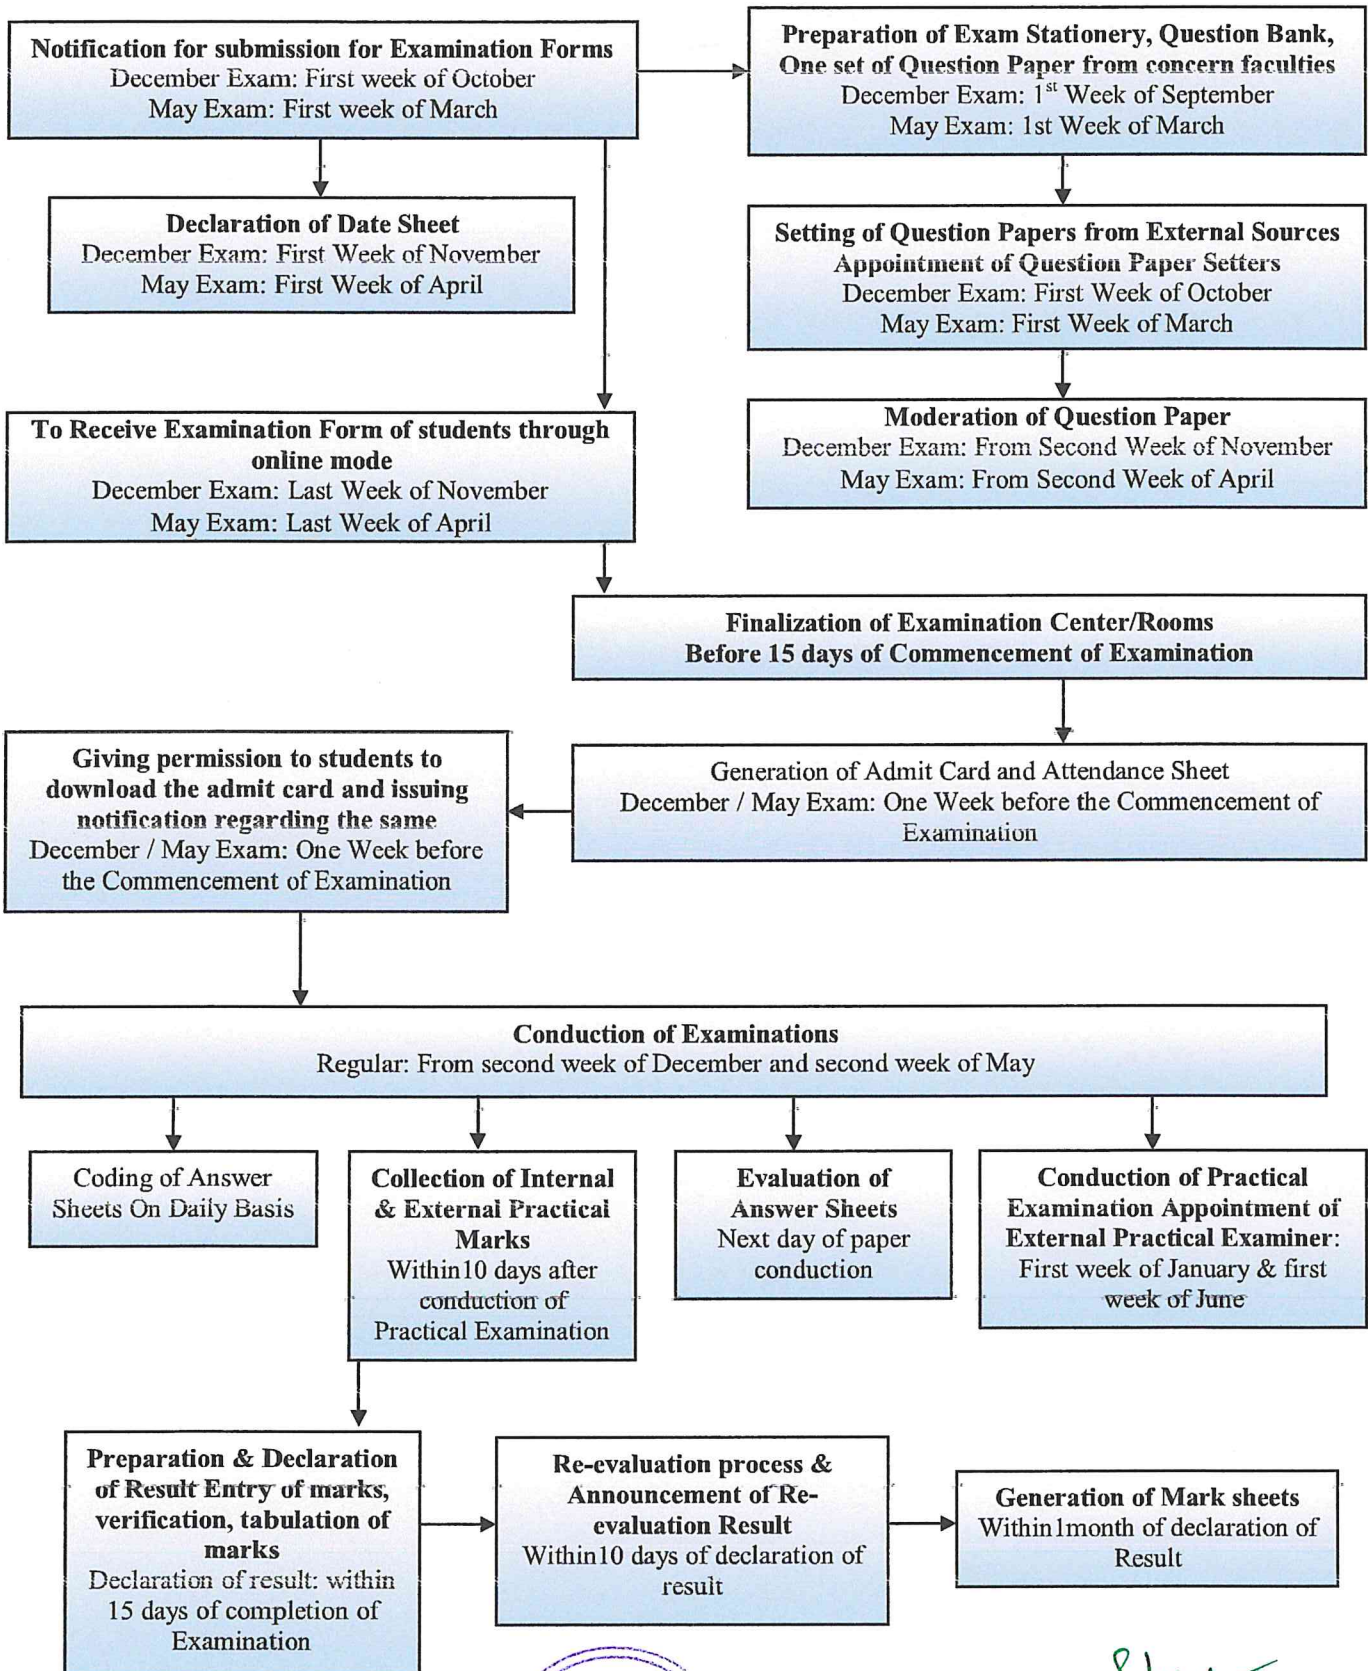 Notification for submission for Examination Forms
December Exam: First week of October
May Exam: First week of March
Preparation of Exam Stationery, Question Bank,
One set of Question Paper from concern faculties
December Exam: 1st Week of September
May Exam: 1st Week of March
Declaration of Date Sheet
December Exam: First Week of November
May Exam: First Week of April
Setting of Question Papers from External Sources
Appointment of Question Paper Setters
December Exam: First Week of October
May Exam: First Week of March
To Receive Examination Form of students through
online mode
December Exam: Last Week of November
May Exam: Last Week of April
Moderation of Question Paper
December Exam: From Second Week of November
May Exam: From Second Week of April
Finalization of Examination Center/Rooms
Before 15 days of Commencement of Examination
Generation of Admit Card and Attendance Sheet
December / May Exam: One Week before the Commencement of
Examination
Giving permission to students to
download the admit card and issuing
notification regarding the same
December / May Exam: One Week before
the Commencement of Examination
Conduction of Examinations
Regular: From second week of December and second week of May
Coding of Answer
Sheets On Daily Basis
Collection of Internal
& External Practical
Marks
Within10 days after
conduction of
Practical Examination
Evaluation of
Answer Sheets
Next day of paper
conduction
Conduction of Practical
Examination Appointment of
External Practical Examiner:
First week of January & first
week of June
Preparation & Declaration
of Result Entry of marks,
verification, tabulation of
marks
Declaration of result: within
15 days of completion of
Examination
Re-evaluation process &
Announcement of Re-
evaluation Result
Within10 days of declaration of
result
Generation of Mark sheets
Within1month of declaration of
Result